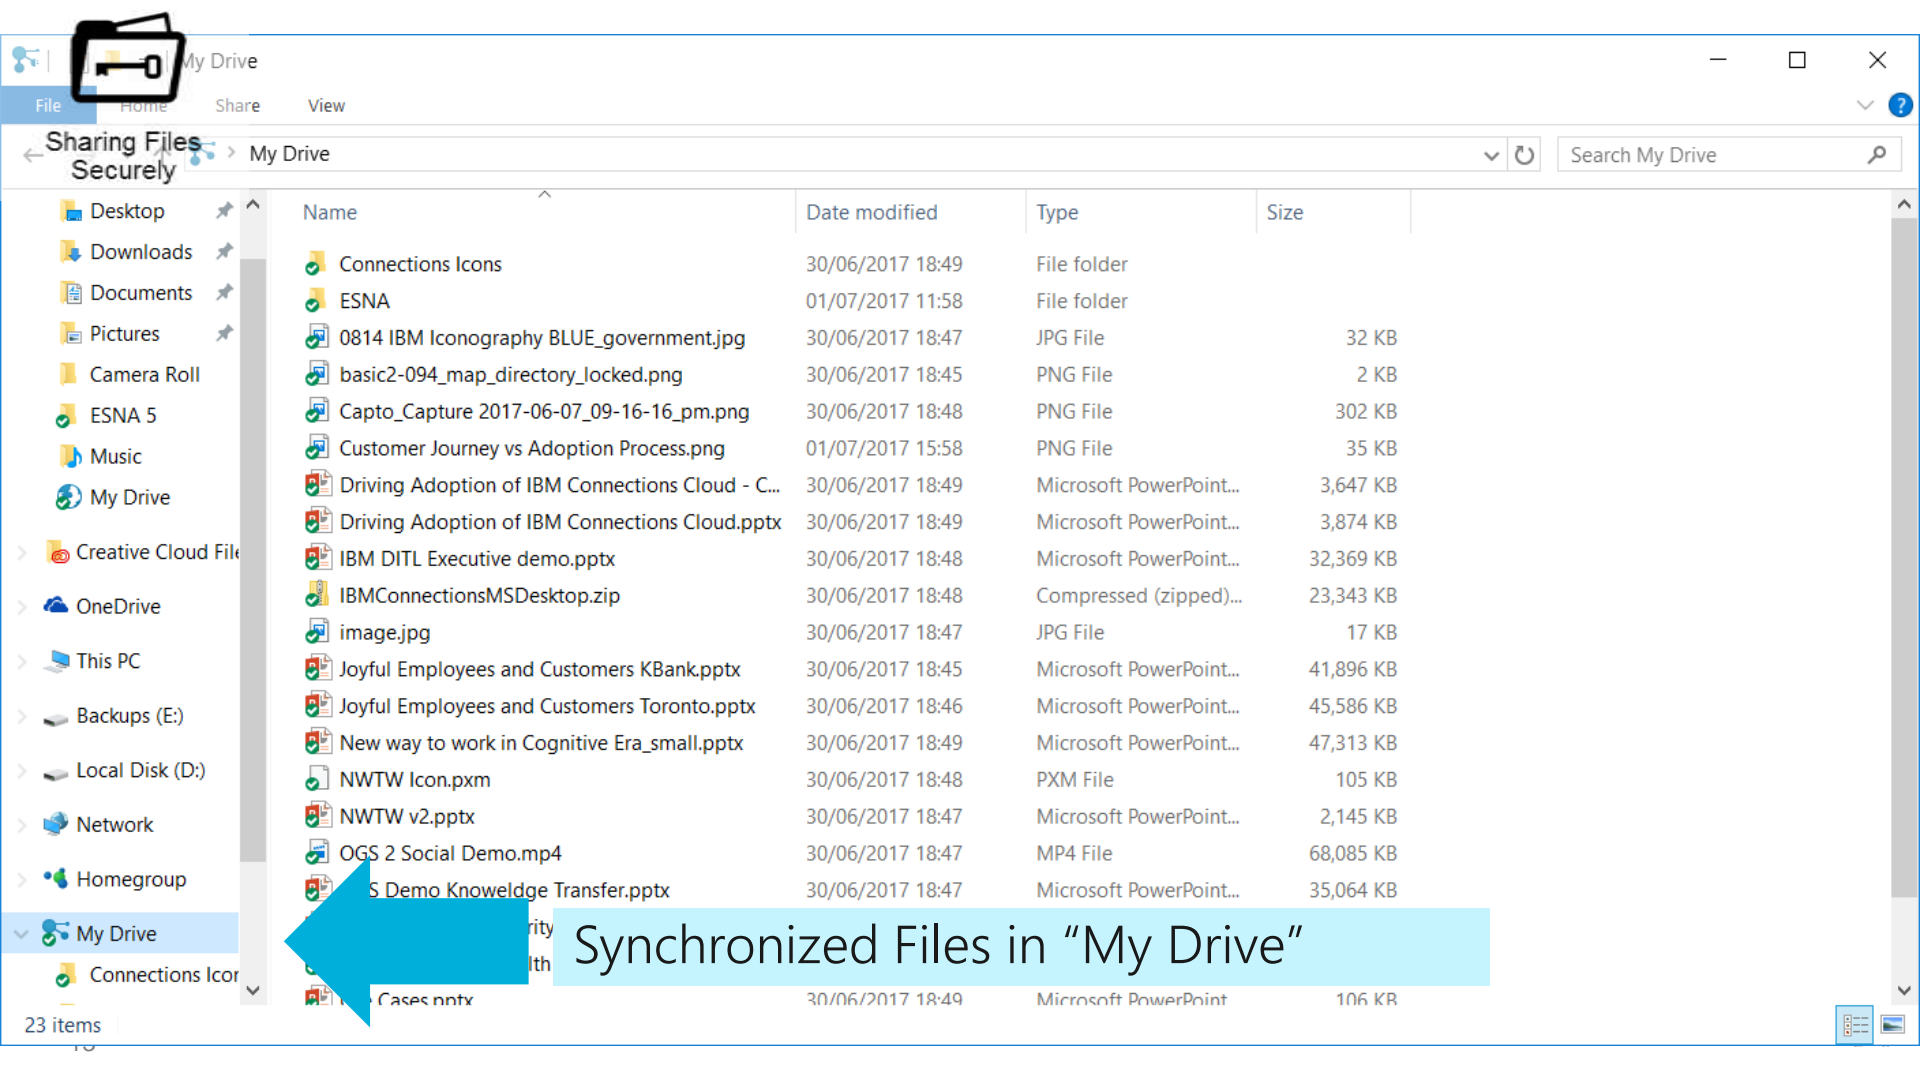 My Drive
File Home Share View
Sharing Files
Securely
My Drive
Search My Drive
Name Date modified Type Size
Desktop
Downloads
Documents
Pictures
Camera Roll
ESNA 5
Music
My Drive
Creative Cloud File
OneDrive
This PC
Backups (E:)
Local Disk (D:)
Network
Homegroup
My Drive
Connections Icon
Connections Icons 30/06/2017 18:49 File folder
ESNA 01/07/2017 11:58 File folder
0814 IBM Iconography BLUE_government.jpg 30/06/2017 18:47 JPG File 32 KB
basic2-094_map_directory_locked.png 30/06/2017 18:45 PNG File 2 KB
Capto_Capture 2017-06-07_09-16-16_pm.png 30/06/2017 18:48 PNG File 302 KB
Customer Journey vs Adoption Process.png 01/07/2017 15:58 PNG File 35 KB
Driving Adoption of IBM Connections Cloud - C... 30/06/2017 18:49 Microsoft PowerPoint... 3,647 KB
Driving Adoption of IBM Connections Cloud.pptx 30/06/2017 18:49 Microsoft PowerPoint... 3,874 KB
IBM DITL Executive demo.pptx 30/06/2017 18:48 Microsoft PowerPoint... 32,369 KB
IBMConnectionsMSDesktop.zip 30/06/2017 18:48 Compressed (zipped)... 23,343 KB
image.jpg 30/06/2017 18:47 JPG File 17 KB
Joyful Employees and Customers KBank.pptx 30/06/2017 18:45 Microsoft PowerPoint... 41,896 KB
Joyful Employees and Customers Toronto.pptx 30/06/2017 18:46 Microsoft PowerPoint... 45,586 KB
New way to work in Cognitive Era_small.pptx 30/06/2017 18:49 Microsoft PowerPoint... 47,313 KB
NWTW Icon.pxm 30/06/2017 18:48 PXM File 105 KB
NWTW v2.pptx 30/06/2017 18:47 Microsoft PowerPoint... 2,145 KB
OGS 2 Social Demo.mp4 30/06/2017 18:47 MP4 File 68,085 KB
S Demo Knoweldge Transfer.pptx 30/06/2017 18:47 Microsoft PowerPoint... 35,064 KB
rity
lth
Synchronized Files in “My Drive”
Cases.pptx 30/06/2017 18:49 Microsoft PowerPoint 106 KB
23 items